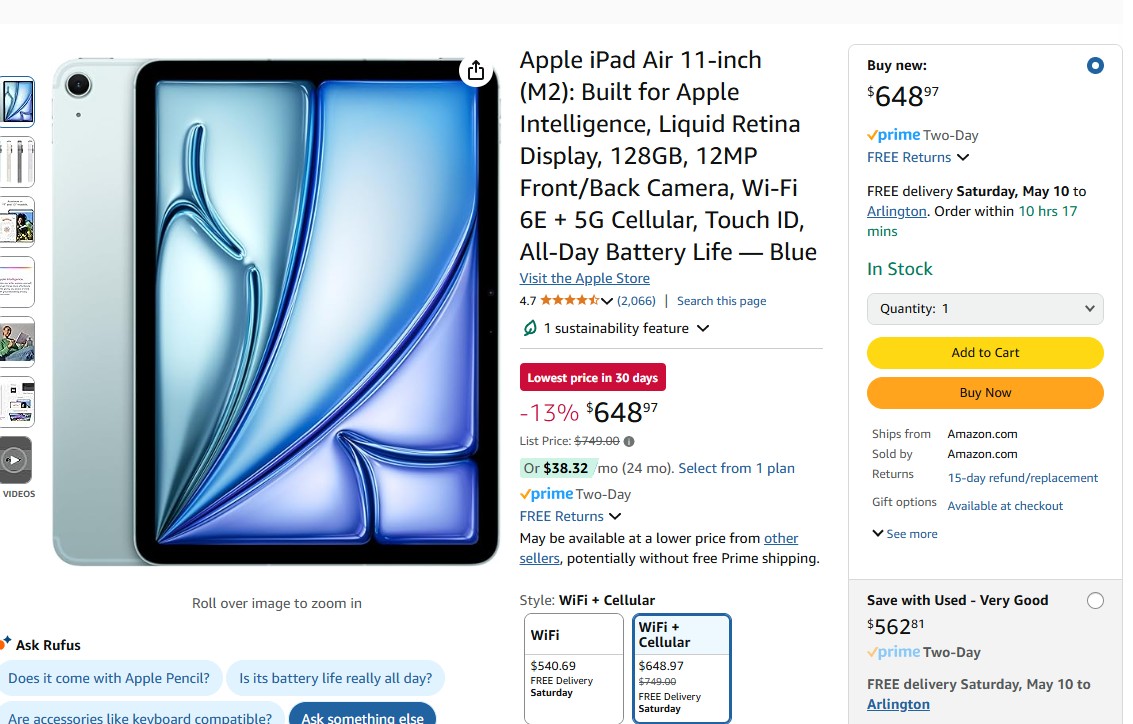 Apple iPad Air 11-inch
(M2): Built for Apple
Intelligence, Liquid Retina
Display, 128GB, 12MP
Front/Back Camera, Wi-Fi
6E + 5G Cellular, Touch ID,
All-Day Battery Life — Blue
Visit the Apple Store
4.7 (2,066) | Search this page
1 sustainability feature
Lowest price in 30 days
-13% $648 97
List Price: $749.00
Or $38.32 /mo (24 mo). Select from 1 plan
prime Two-Day
FREE Returns
May be available at a lower price from other
sellers, potentially without free Prime shipping.
Style: WiFi + Cellular
WiFi
$540.69
FREE Delivery
Saturday
WiFi +
Cellular
$648.97
$749.00
FREE Delivery
Saturday
VIDEOS
Roll over image to zoom in
Ask Rufus
Does it come with Apple Pencil?
Is its battery life really all day?
Are accessories like keyboard compatible?
Ask something else
Buy new:
$648 97
prime Two-Day
FREE Returns
FREE delivery Saturday, May 10 to
Arlington. Order within 10 hrs 17
mins
In Stock
Quantity: 1
Add to Cart
Buy Now
Ships from Amazon.com
Sold by Amazon.com
Returns 15-day refund/replacement
Gift options Available at checkout
See more
Save with Used - Very Good
$562 81
prime Two-Day
FREE delivery Saturday, May 10 to
Arlington